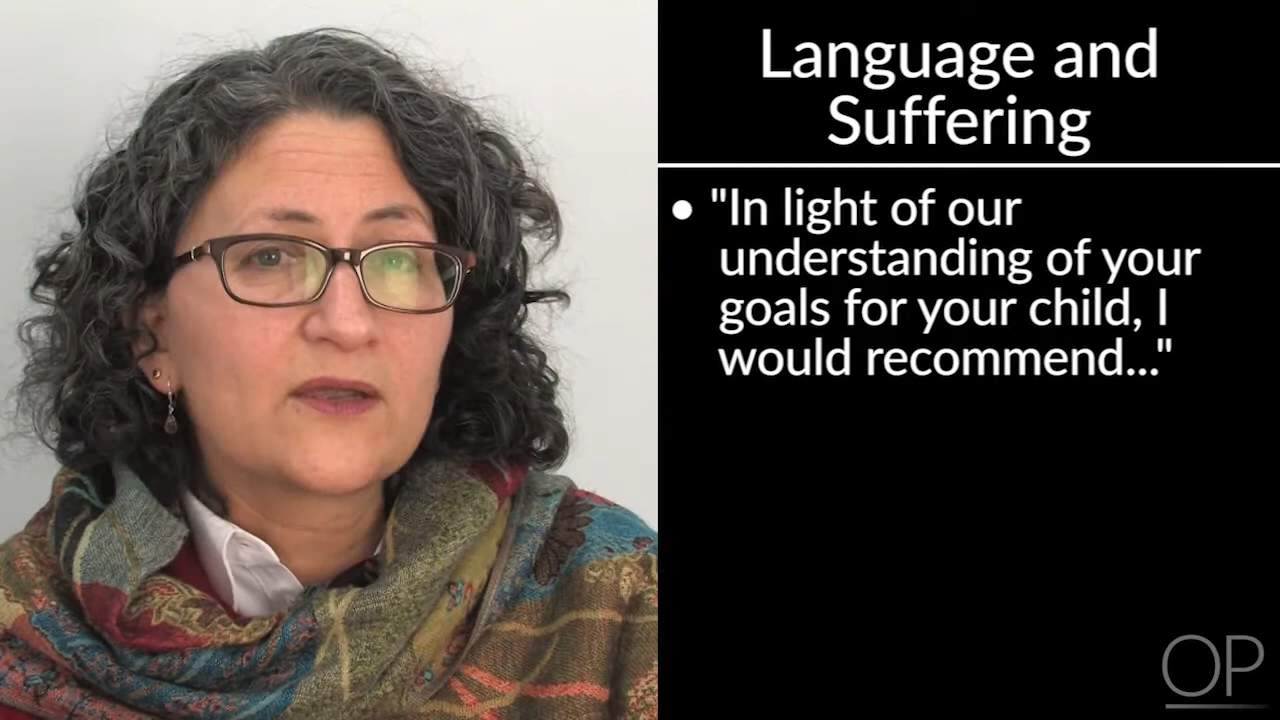 Language and
Suffering
• "In light of our
understanding of your
goals for your child, I
would recommend..."
OP